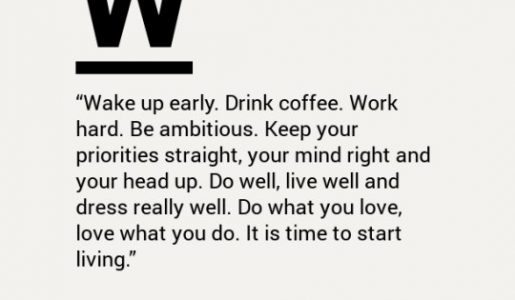 W
“Wake up early. Drink coffee. Work
hard. Be ambitious. Keep your
priorities straight, your mind right and
your head up. Do well, live well and
dress really well. Do what you love,
love what you do. It is time to start
living.”